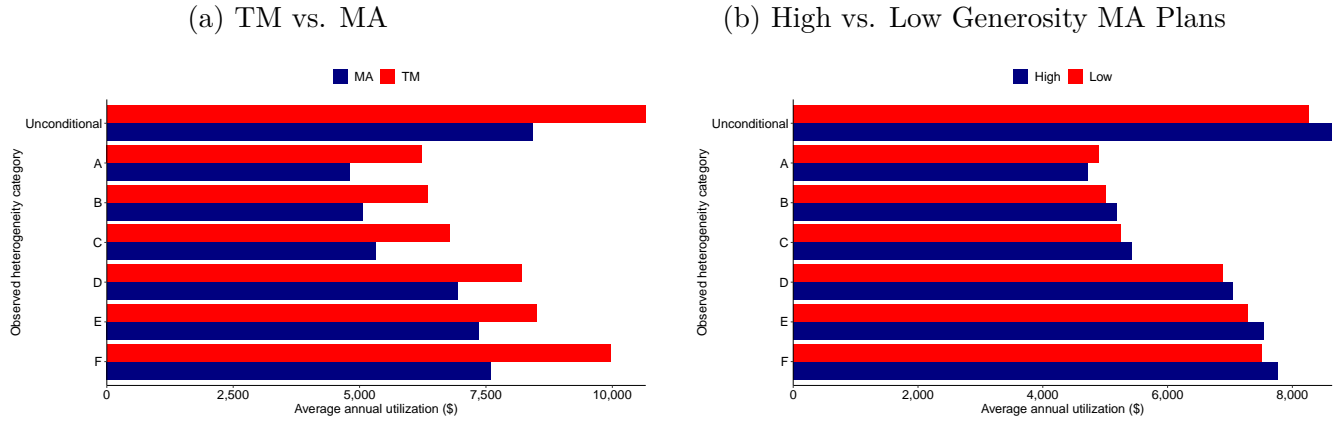 (a) TM vs. MA
MA TM
Observed heterogeneity category
Unconditional
A
B
C
D
E
F
0 2,500 5,000 7,500 10,000
Average annual utilization ($)
(b) High vs. Low Generosity MA Plans
High Low
Observed heterogeneity category
Unconditional
A
B
C
D
E
F
0 2,000 4,000 6,000 8,000
Average annual utilization ($)